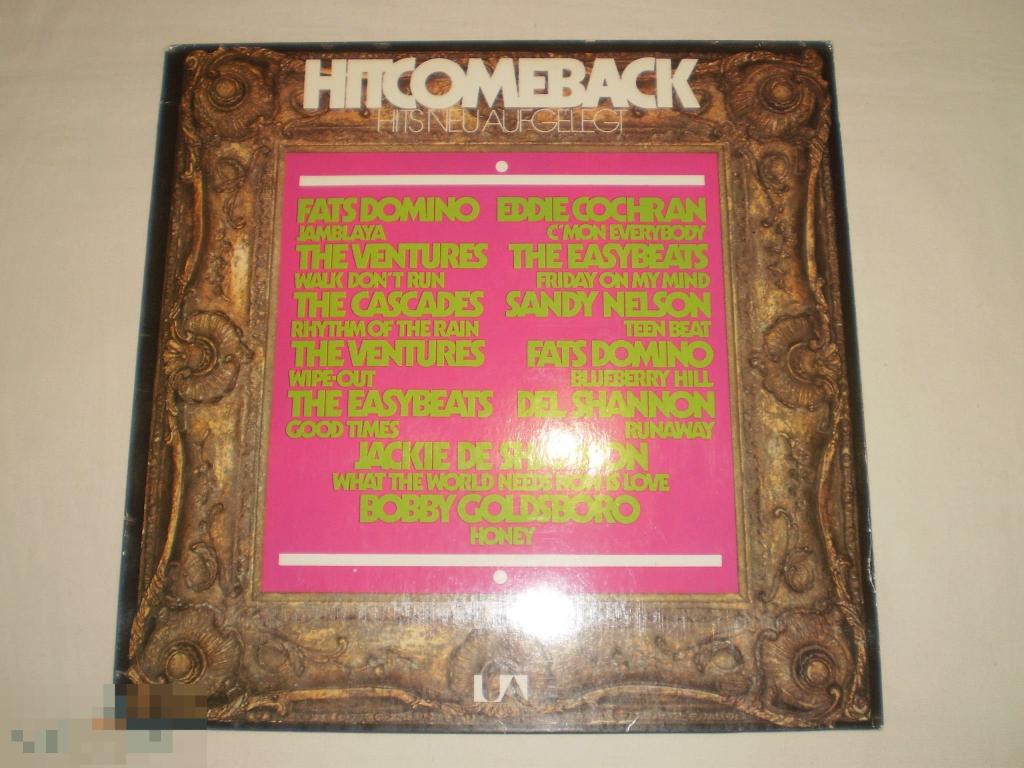 HITCOMEBACK
HITS NEU AUFGELEGT
FATS DOMINO EDDIE COCHRAN
JAMBLAYA C'MON EVERYBODY
THE VENTURES THE EASYBEATS
WALK DON'T RUN FRIDAY ON MY MIND
THE CASCADES SANDY NELSON
RHYTHM OF THE RAIN TEEN BEAT
THE VENTURES FATS DOMINO
WIPE-OUT BLUEBERRY HILL
THE EASYBEATS DEL SHANNON
GOOD TIMES RUNAWAY
JACKIE DE SHANNON
WHAT THE WORLD NEEDS NOW IS LOVE
BOBBY GOLDSBORO
HONEY
UA